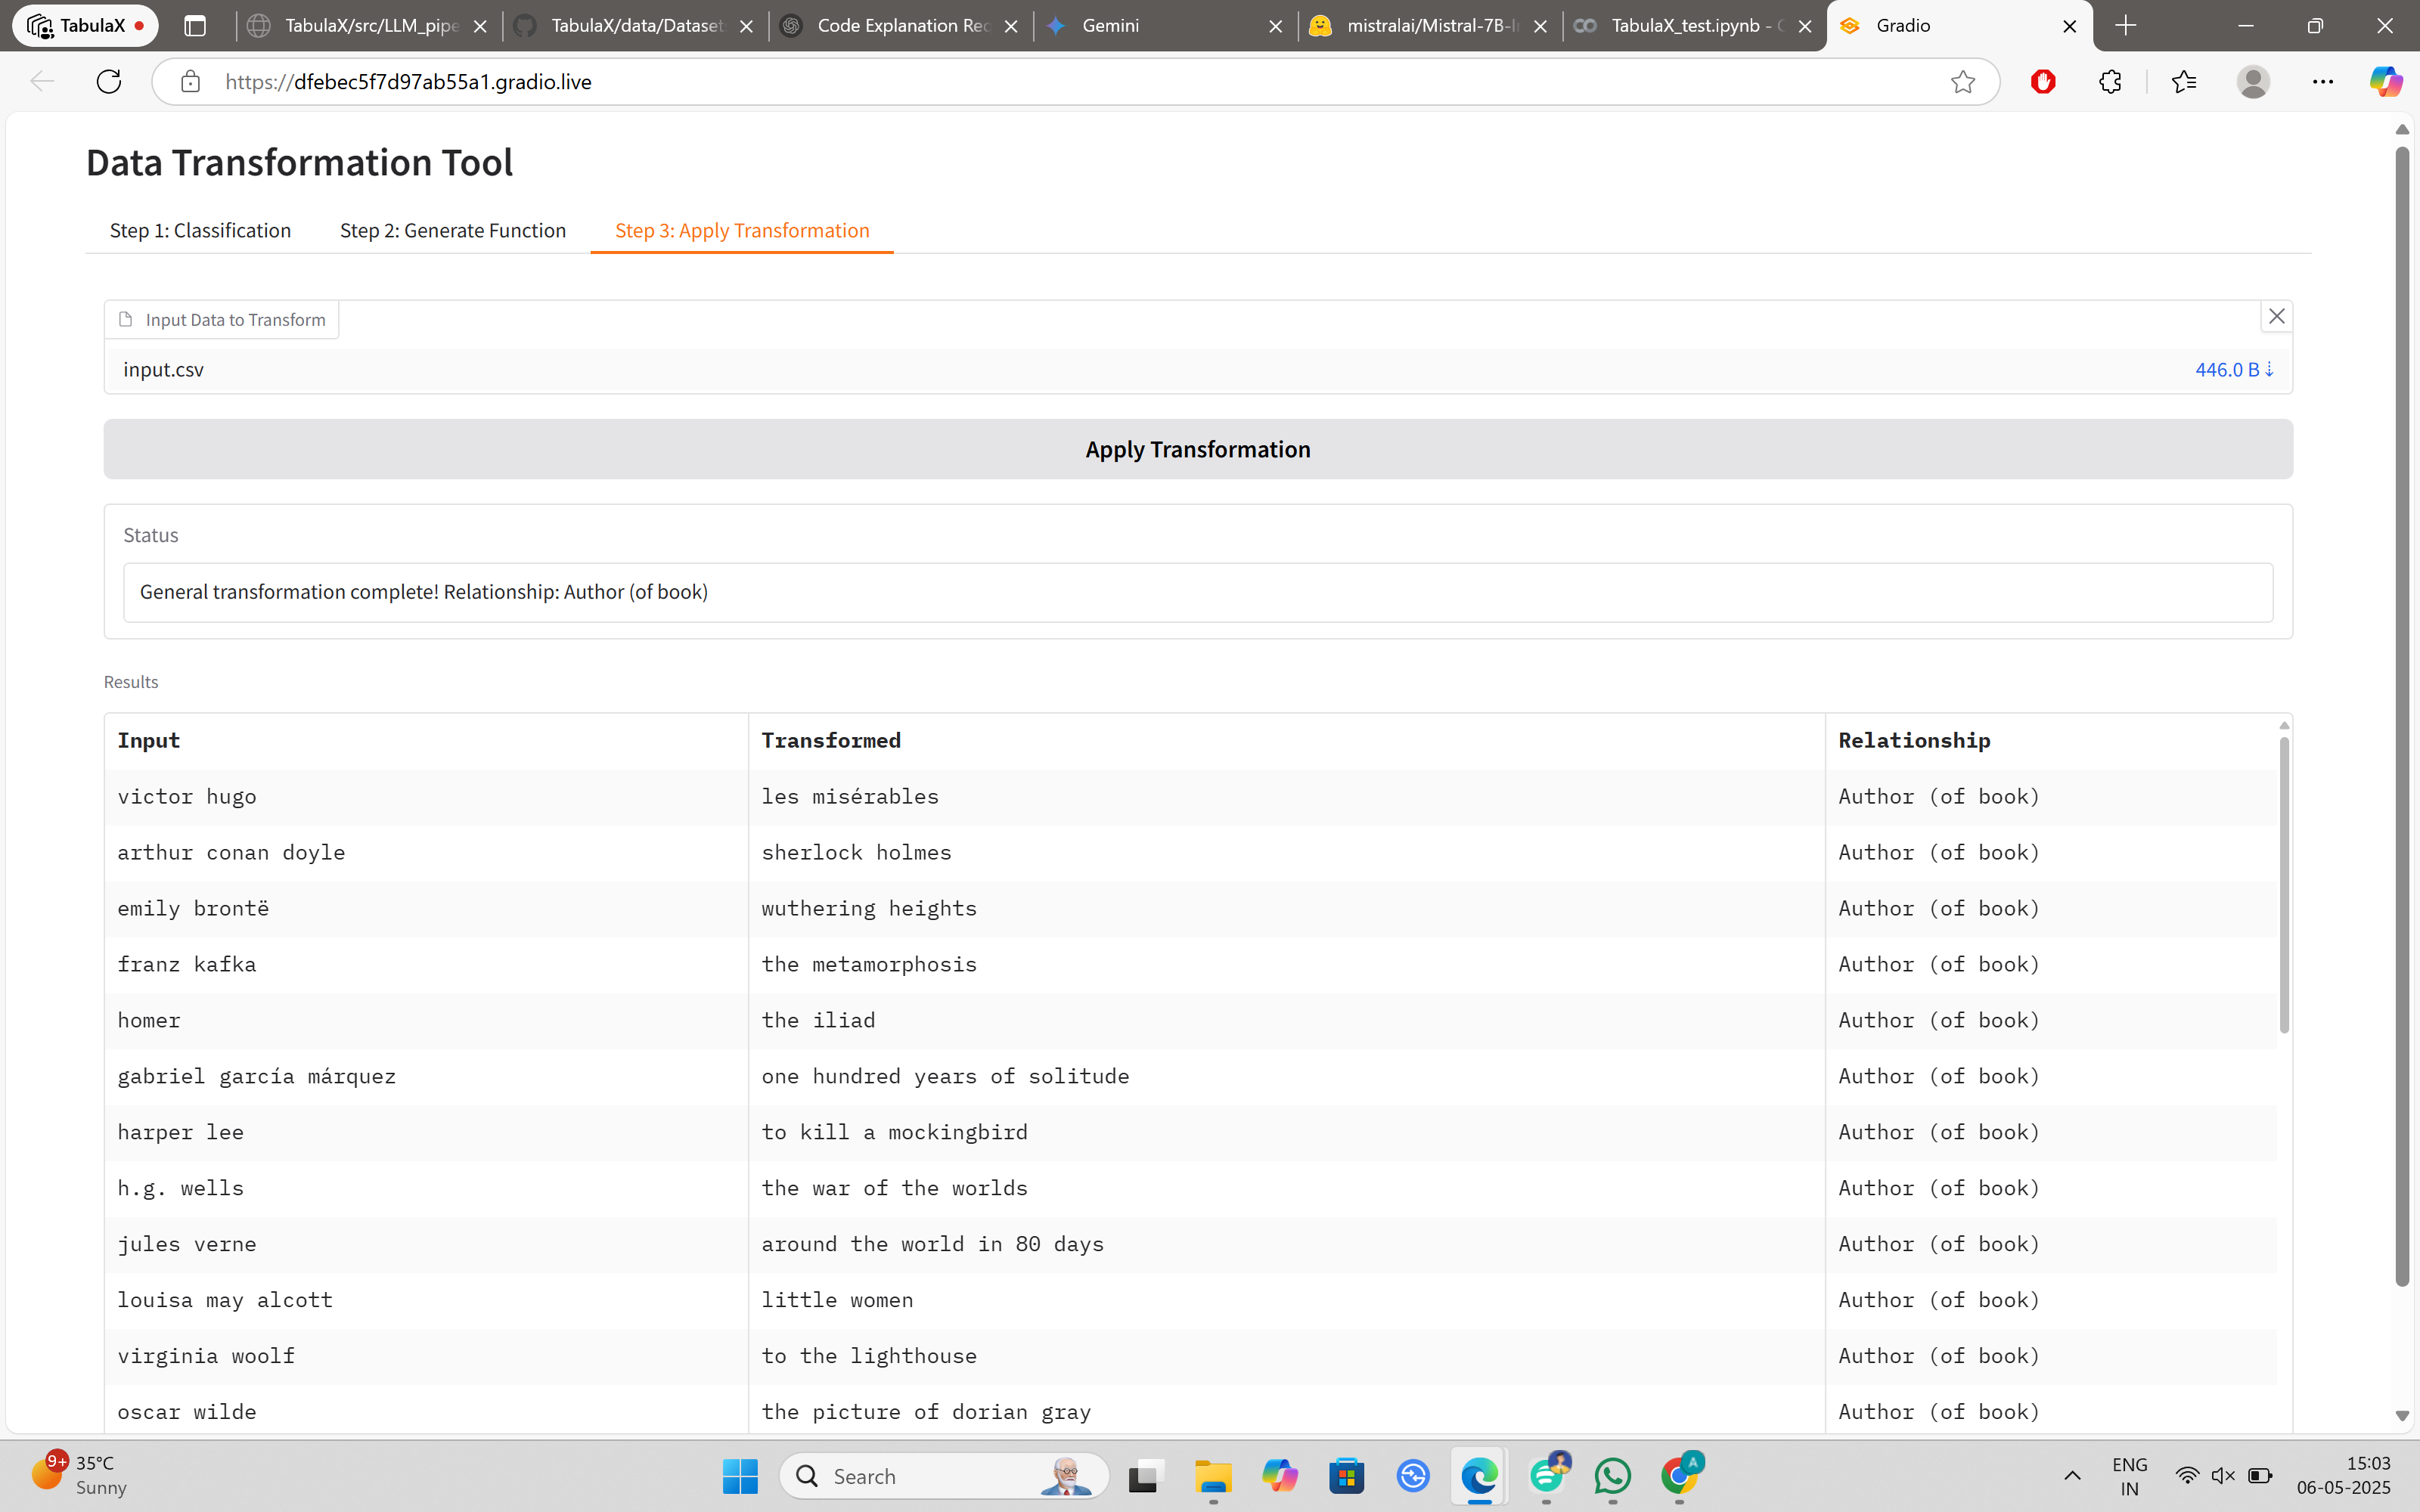 TabulaX
TabulaX/src/LLM_pipe
TabulaX/data/Dataset
Code Explanation Rec
Gemini
mistralai/Mistral-7B-I
TabulaX_test.ipynb - C
Gradio
https://dfebec5f7d97ab55a1.gradio.live
Data Transformation Tool
Step 1: Classification
Step 2: Generate Function
Step 3: Apply Transformation
Input Data to Transform
input.csv 446.0 B ⇣
Apply Transformation
Status
General transformation complete! Relationship: Author (of book)
Results
Input Transformed Relationship
victor hugo les misérables Author (of book)
arthur conan doyle sherlock holmes Author (of book)
emily brontë wuthering heights Author (of book)
franz kafka the metamorphosis Author (of book)
homer the iliad Author (of book)
gabriel garcía márquez one hundred years of solitude Author (of book)
harper lee to kill a mockingbird Author (of book)
h.g. wells the war of the worlds Author (of book)
jules verne around the world in 80 days Author (of book)
louisa may alcott little women Author (of book)
virginia woolf to the lighthouse Author (of book)
oscar wilde the picture of dorian gray Author (of book)
9+
35°C
Sunny
Search
A
ENG
IN
15:03
06-05-2025